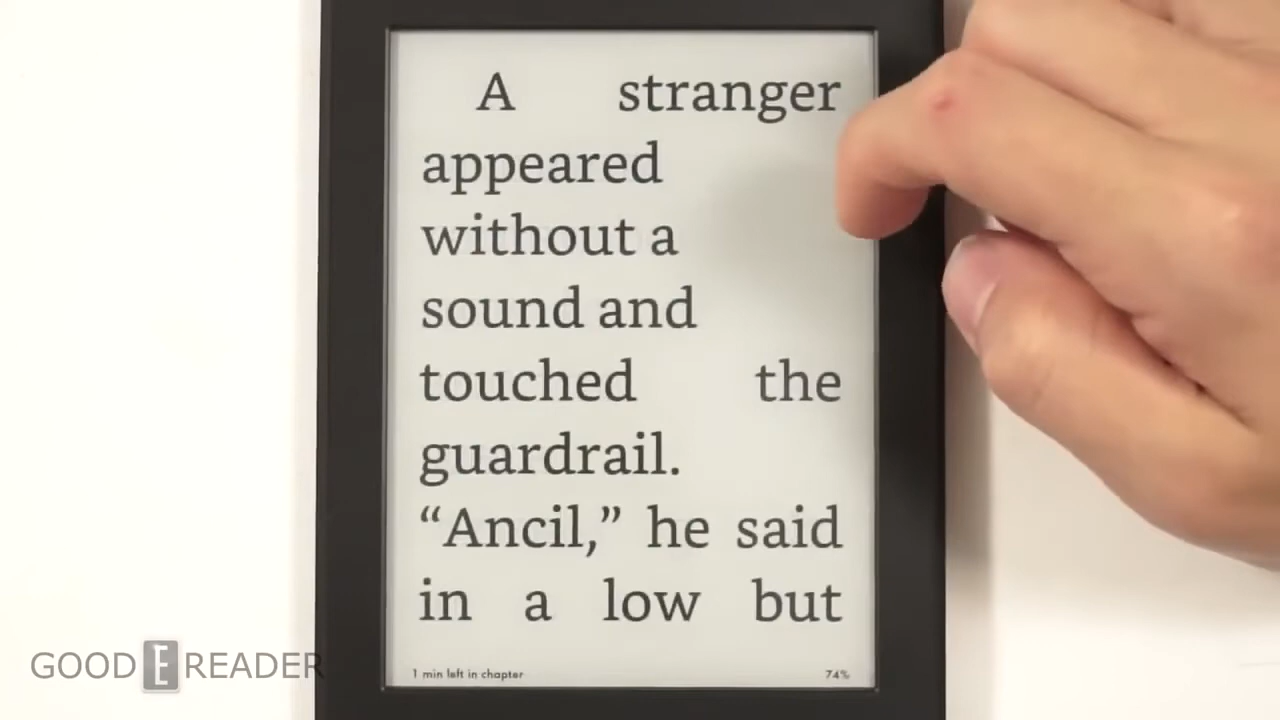 A stranger
appeared
without a
sound and
touched the
guardrail.
“Ancil,” he said
in a low but
1 min left in chapter 74%
GOOD E READER